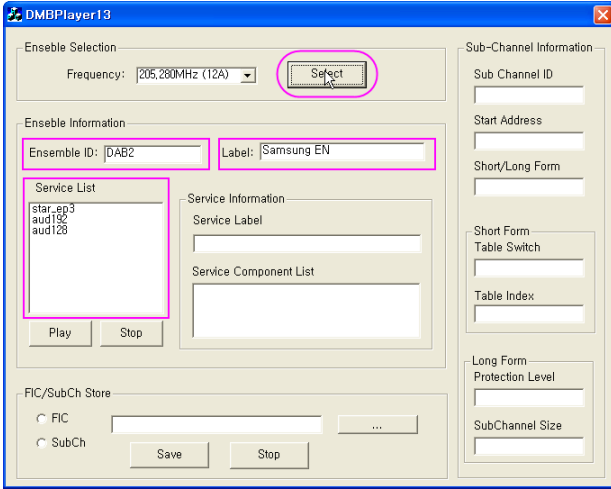 DMBPlayer13
Enseble Selection
Frequency: 205,280MHz (12A)
Select
Enseble Information
Ensemble ID: DAB2
Label: Samsung EN
Service List
star_ep3
aud192
aud128
Play
Stop
Service Information
Service Label
Service Component List
FIC/SubCh Store
FIC
...
SubCh
Save
Stop
Sub-Channel Information
Sub Channel ID
Start Address
Short/Long Form
Short Form
Table Switch
Table Index
Long Form
Protection Level
SubChannel Size